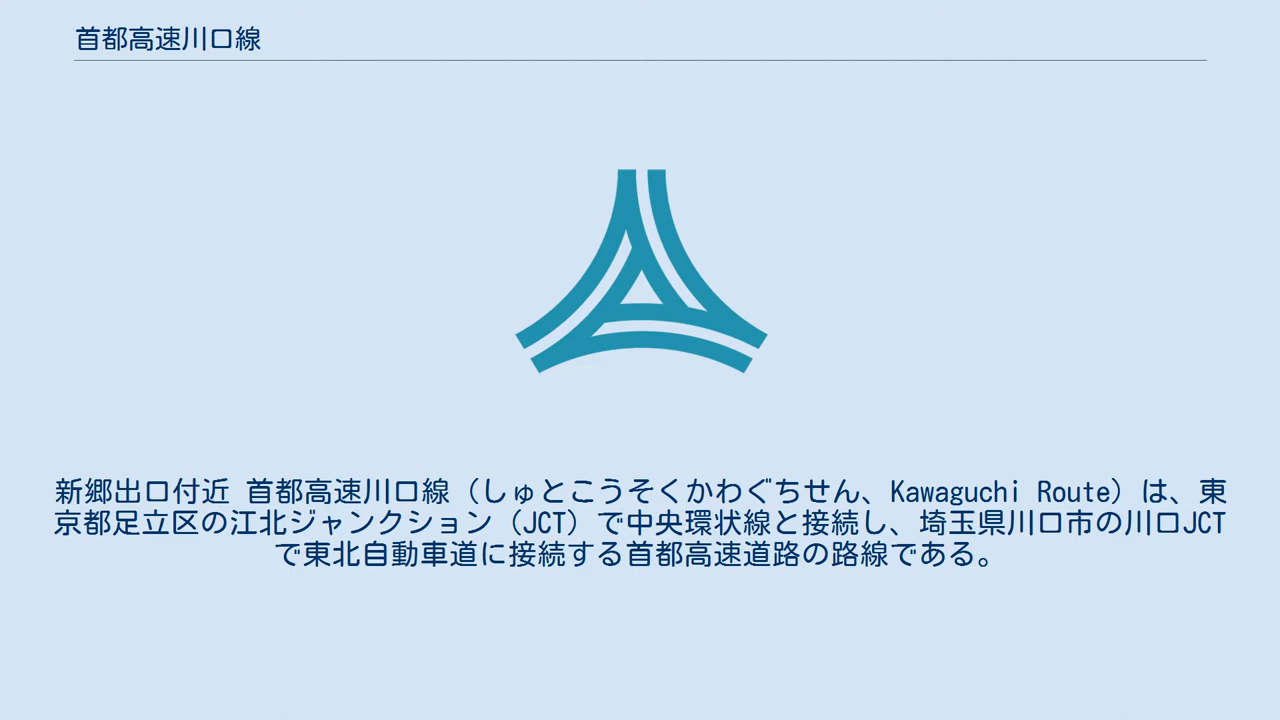 首都高速川口線
新郷出口付近 首都高速川口線（しゅとこうそくかわぐちせん、Kawaguchi Route）は、東
京都足立区の江北ジャンクション（JCT）で中央環状線と接続し、埼玉県川口市の川口JCT
で東北自動車道に接続する首都高速道路の路線である。